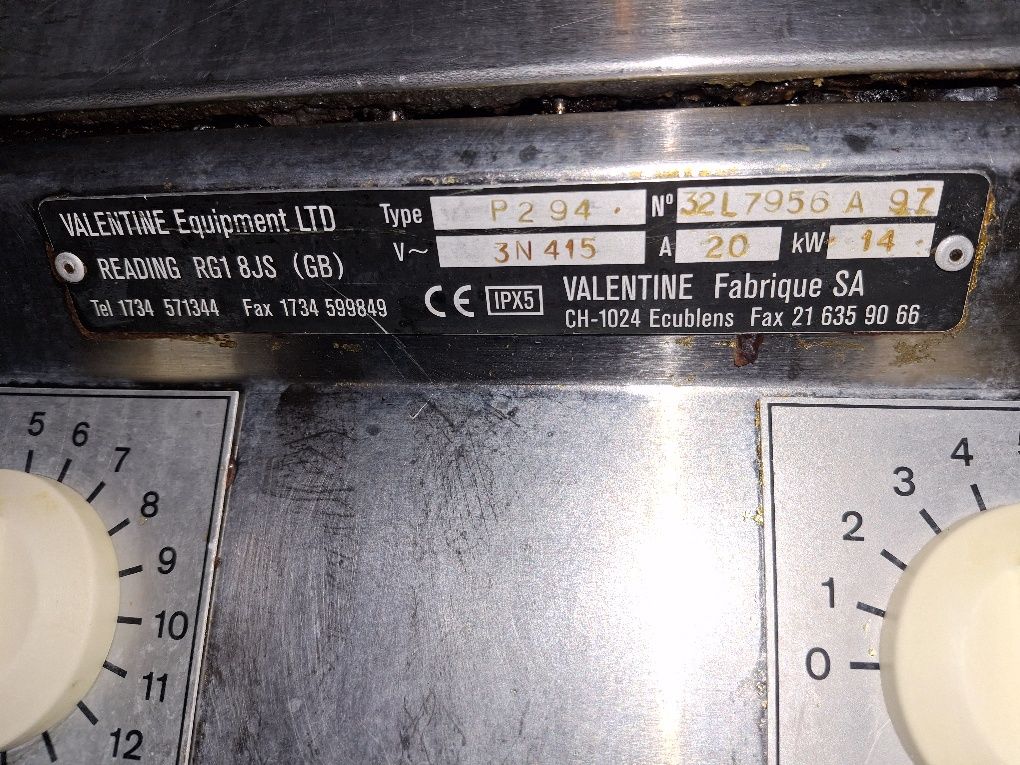 VALENTINE Equipment LTD
READING RG1 8JS (GB)
Tel 1734 571344 Fax 1734 599849
Type P294. Nº 32L7956 A 97
V~ 3N415 A 20 kW 14
CE IPX5 VALENTINE Fabrique SA
CH-1024 Ecublens Fax 21 635 90 66
5
6
7
8
9
10
11
12
0
1
2
3
4